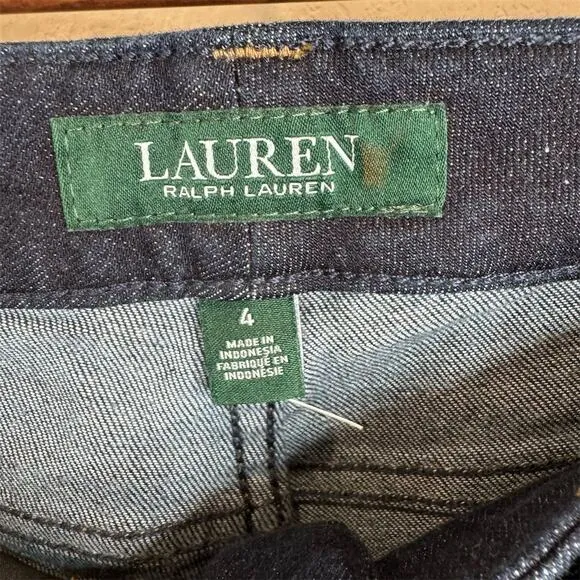 LAUREN
RALPH LAUREN
4
MADE IN
INDONESIA
FABRIQUÉ EN
INDONÉSIE